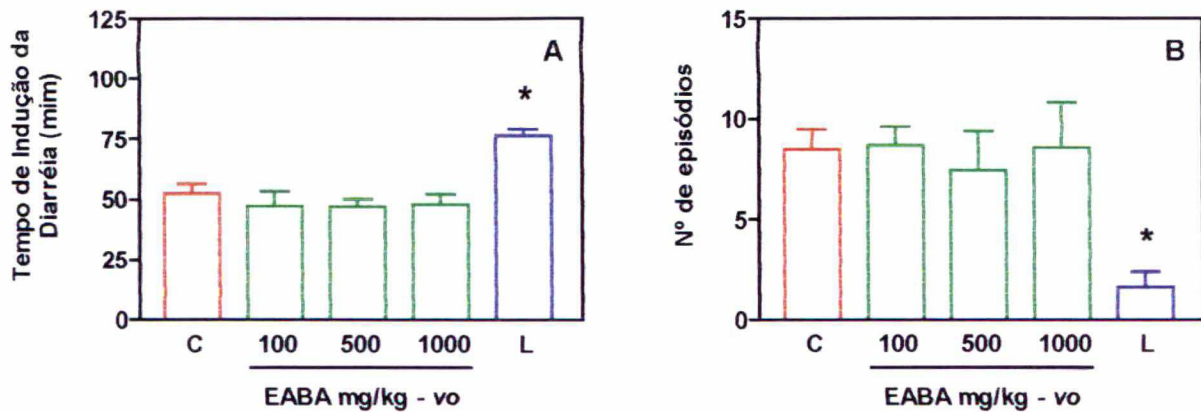 Tempo de Indução da
Diarréia (mim)
125
100
75
50
25
0
A
*
C
100
500
1000
L
EABA mg/kg - vo
Nº de episódios
15
10
5
0
B
*
C
100
500
1000
L
EABA mg/kg - vo